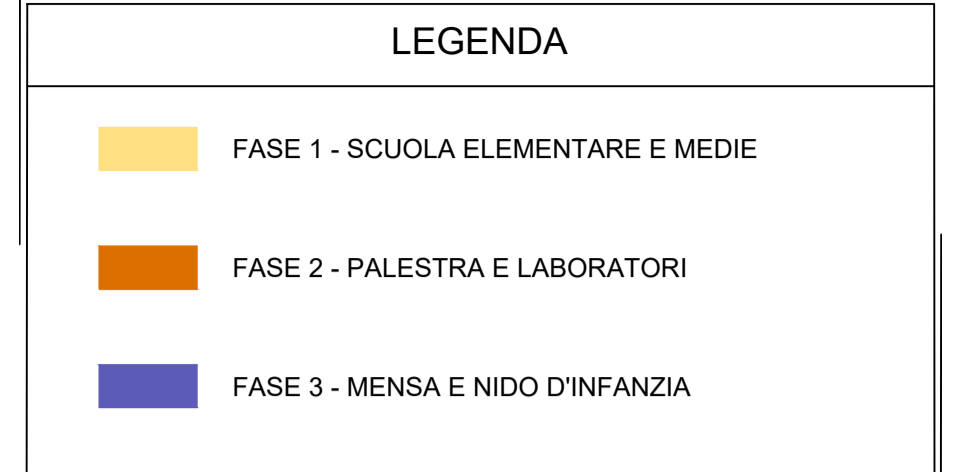 LEGENDA
FASE 1 - SCUOLA ELEMENTARE E MEDIE
FASE 2 - PALESTRA E LABORATORI
FASE 3 - MENSA E NIDO D'INFANZIA